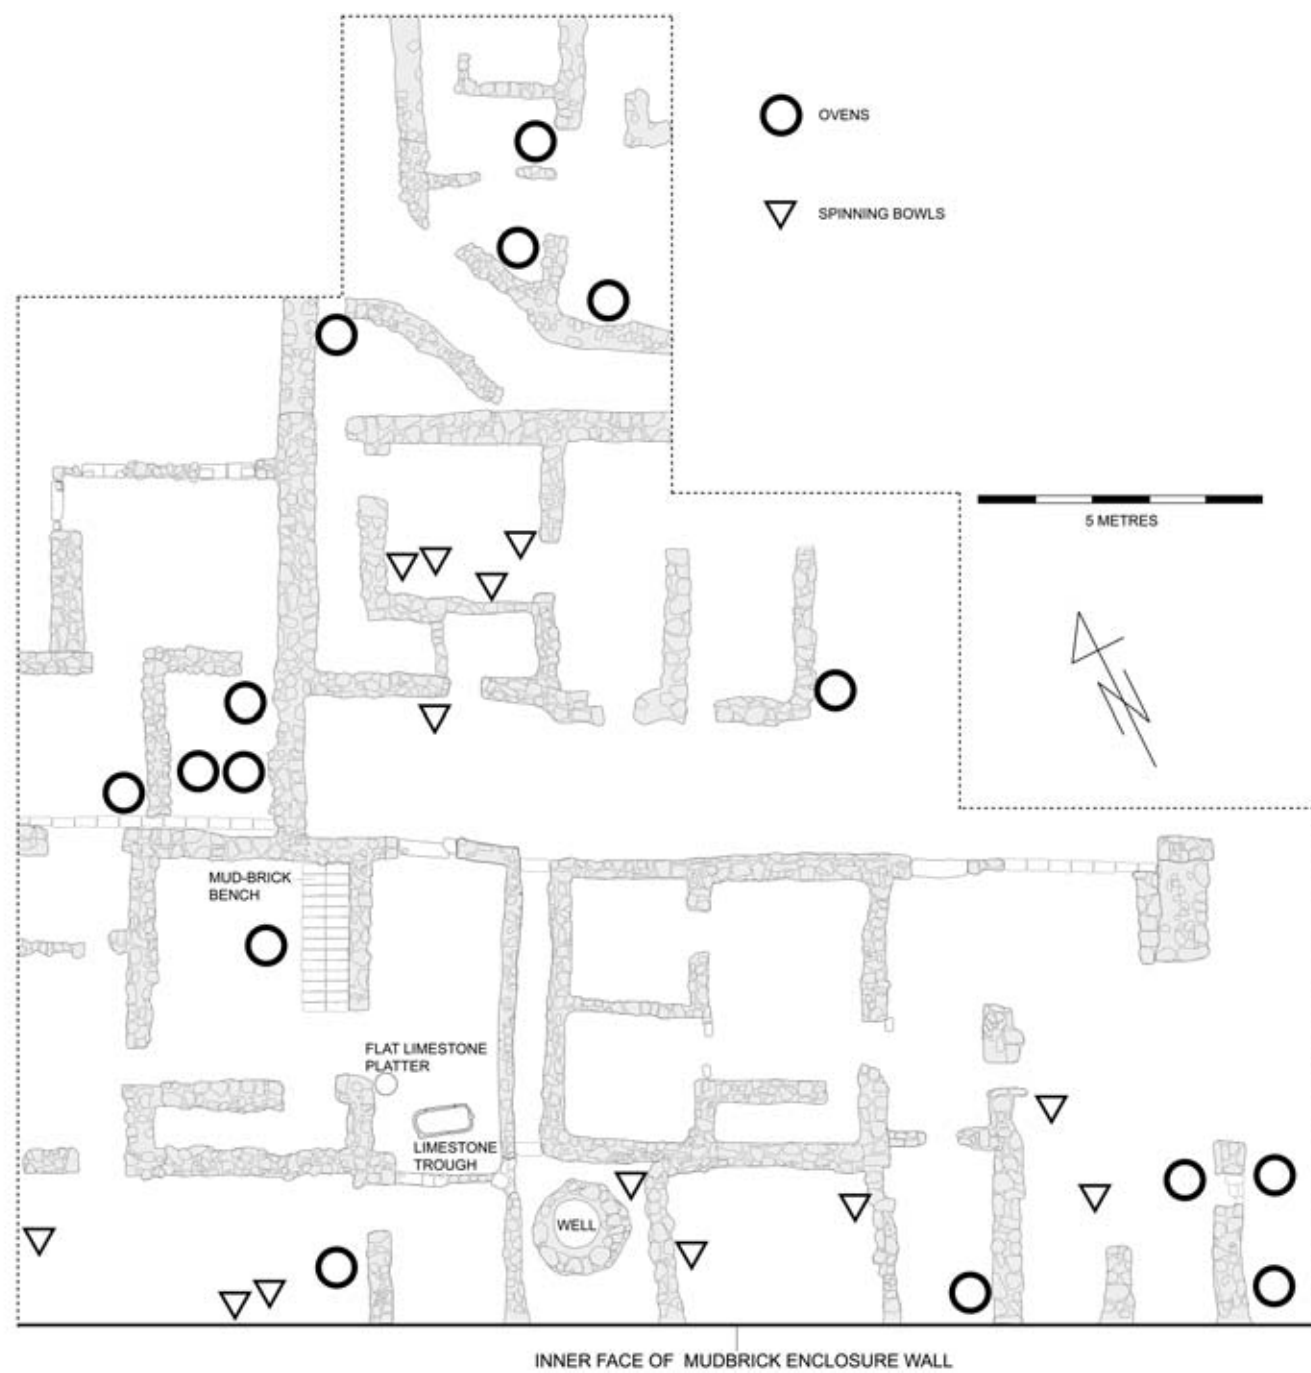 OVENS
SPINNING BOWLS
5 METRES
MUD-BRICK
BENCH
FLAT LIMESTONE
PLATTER
LIMESTONE
TROUGH
WELL
INNER FACE OF MUDBRICK ENCLOSURE WALL